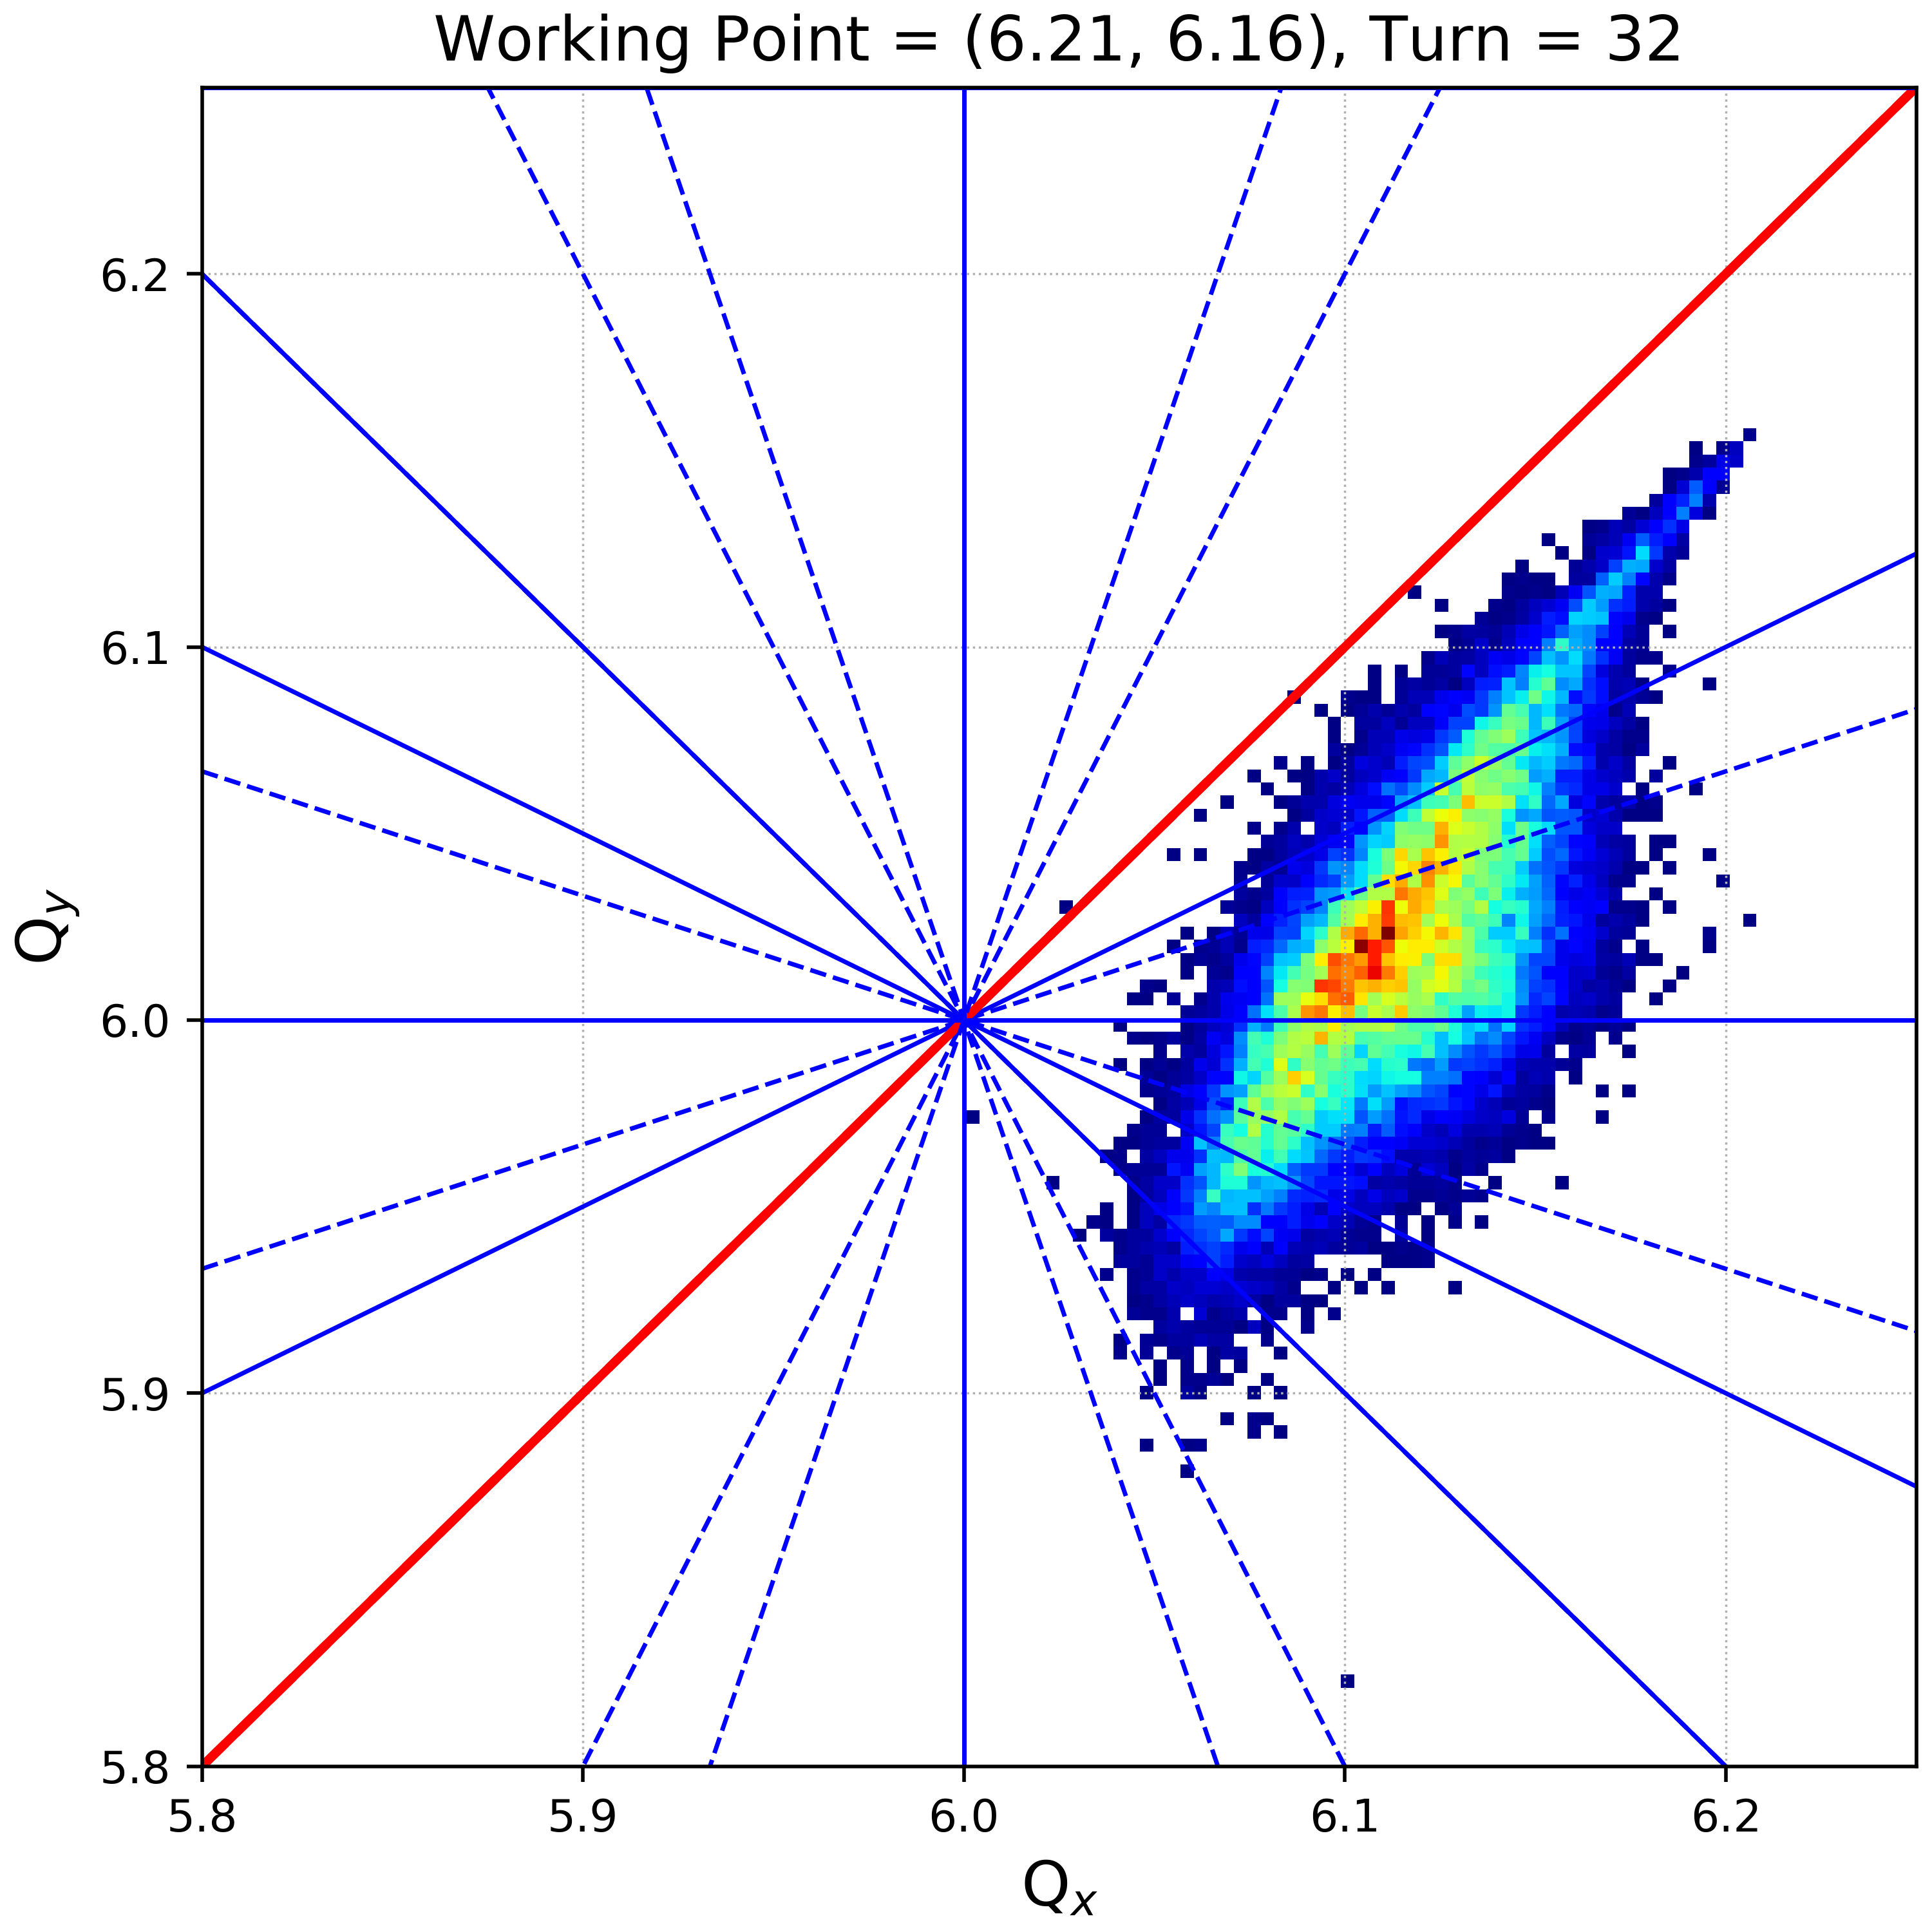 Working Point = (6.21, 6.16), Turn = 32
6.2
6.1
6.0
5.9
5.8
Qy
5.8 5.9 6.0 6.1 6.2
Qx